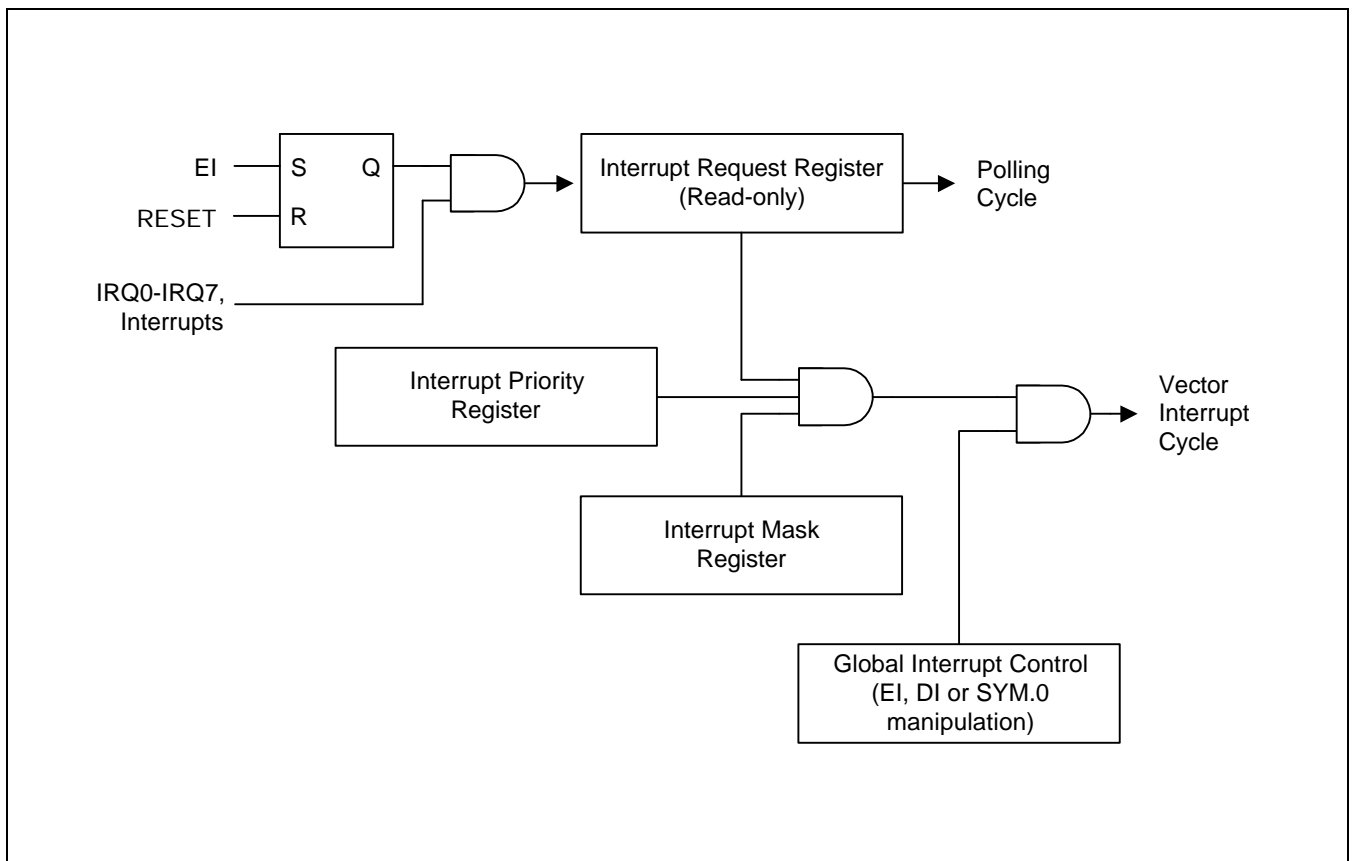 EI
S
Q
RESET
R
IRQ0-IRQ7,
Interrupts
Interrupt Request Register
(Read-only)
Polling
Cycle
Interrupt Priority
Register
Vector
Interrupt
Cycle
Interrupt Mask
Register
Global Interrupt Control
(EI, DI or SYM.0
manipulation)